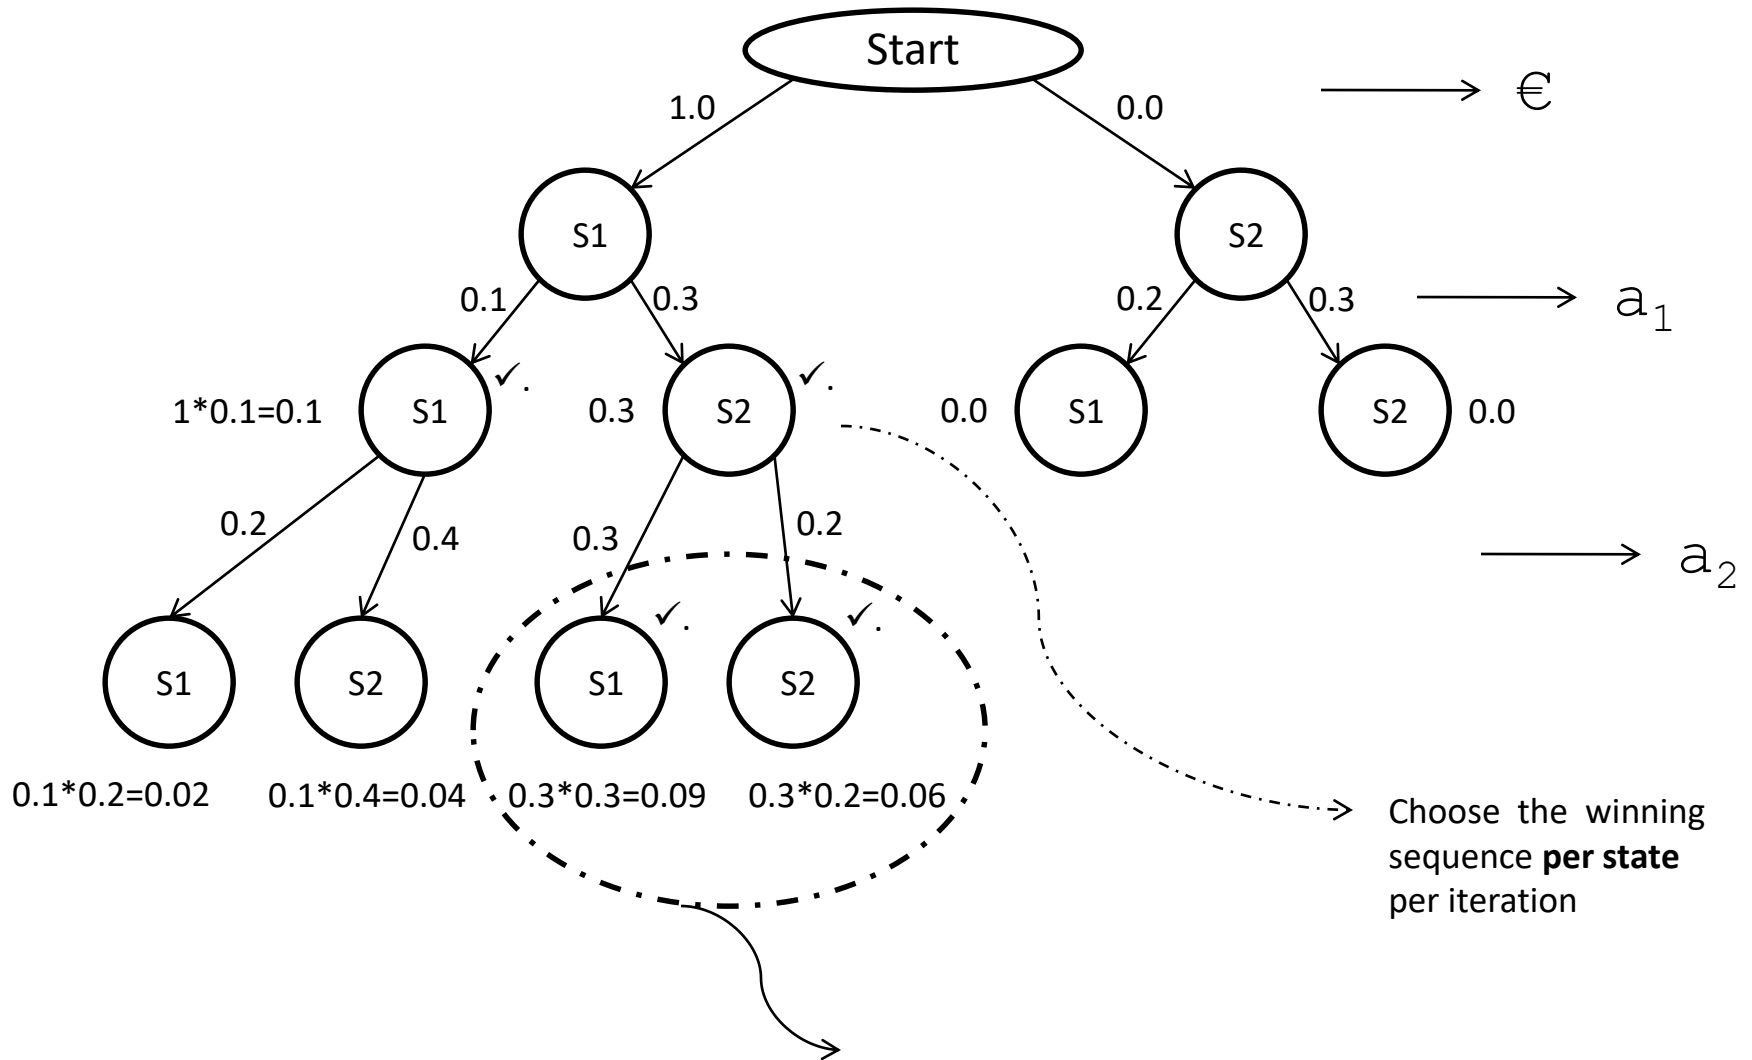 Start
1.0
0.0
€
S1
S2
0.1
0.3
0.2
0.3
a1
✓.
✓.
1*0.1=0.1
S1
0.3
S2
0.0
S1
S2
0.0
0.2
0.4
0.3
0.2
a2
✓.
✓.
S1
S2
S1
S2
0.1*0.2=0.02
0.1*0.4=0.04
0.3*0.3=0.09
0.3*0.2=0.06
Choose the winning
sequence per state
per iteration